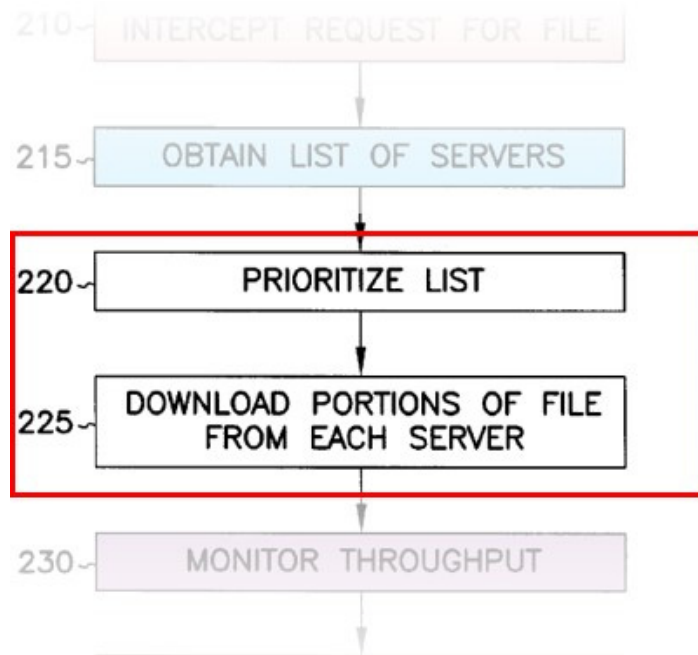 210 INTERCEPT REQUEST FOR FILE
215 OBTAIN LIST OF SERVERS
220 PRIORITIZE LIST
DOWNLOAD PORTIONS OF FILE
225 FROM EACH SERVER
230 MONITOR THROUGHPUT